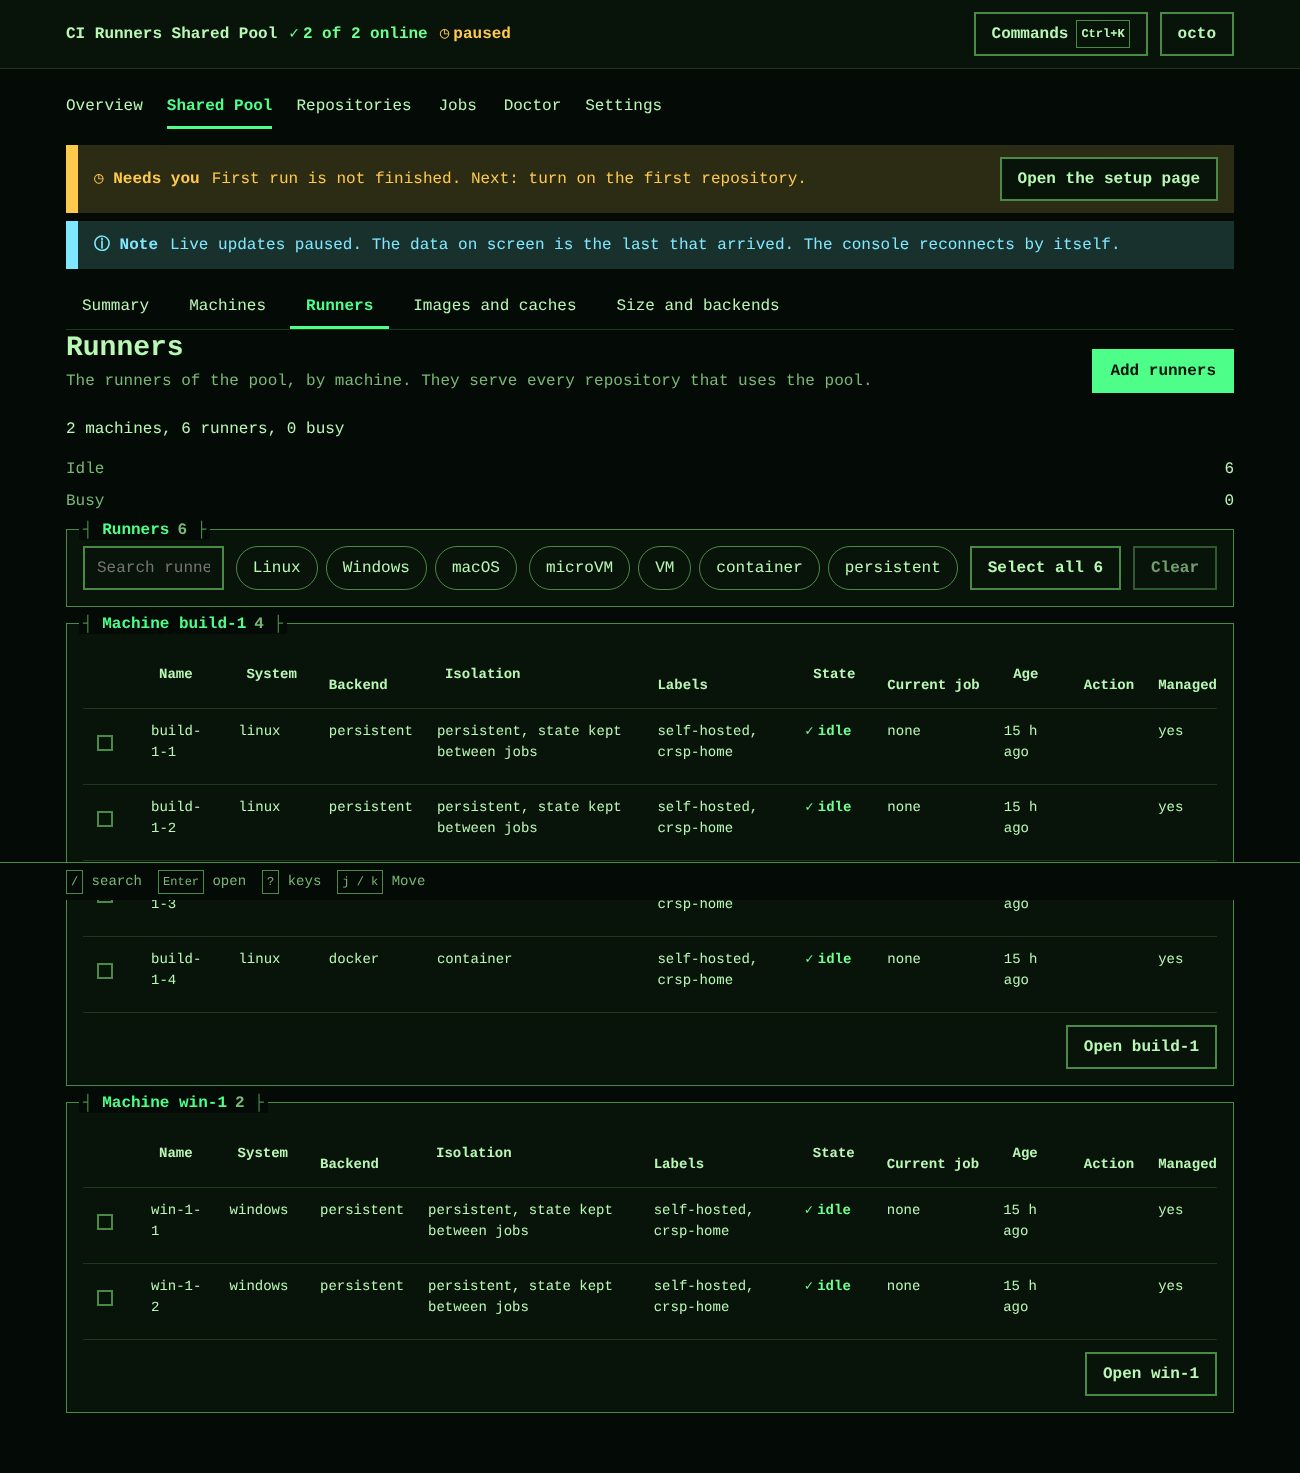 CI Runners Shared Pool ✓ 2 of 2 online ◷ paused Commands Ctrl+K octo
Overview Shared Pool Repositories Jobs Doctor Settings
◷ Needs you First run is not finished. Next: turn on the first repository. Open the setup page
ⓘ Note Live updates paused. The data on screen is the last that arrived. The console reconnects by itself.
Summary Machines Runners Images and caches Size and backends
Runners
The runners of the pool, by machine. They serve every repository that uses the pool.
Add runners
2 machines, 6 runners, 0 busy
Idle 6
Busy 0
Runners 6
Search runne Linux Windows macOS microVM VM container persistent Select all 6 Clear
Machine build-1 4
Name System Backend Isolation Labels State Current job Age Action Managed
build- linux persistent persistent, state kept self-hosted, ✓ idle none 15 h yes
1-1 between jobs crsp-home ago
build- linux persistent persistent, state kept self-hosted, ✓ idle none 15 h yes
1-2 between jobs crsp-home ago
/ search Enter open ? keys j / k Move
1-3 crsp-home ago
build- linux docker container self-hosted, ✓ idle none 15 h yes
1-4 crsp-home ago
Open build-1
Machine win-1 2
Name System Backend Isolation Labels State Current job Age Action Managed
win-1- windows persistent persistent, state kept self-hosted, ✓ idle none 15 h yes
1 between jobs crsp-home ago
win-1- windows persistent persistent, state kept self-hosted, ✓ idle none 15 h yes
2 between jobs crsp-home ago
Open win-1